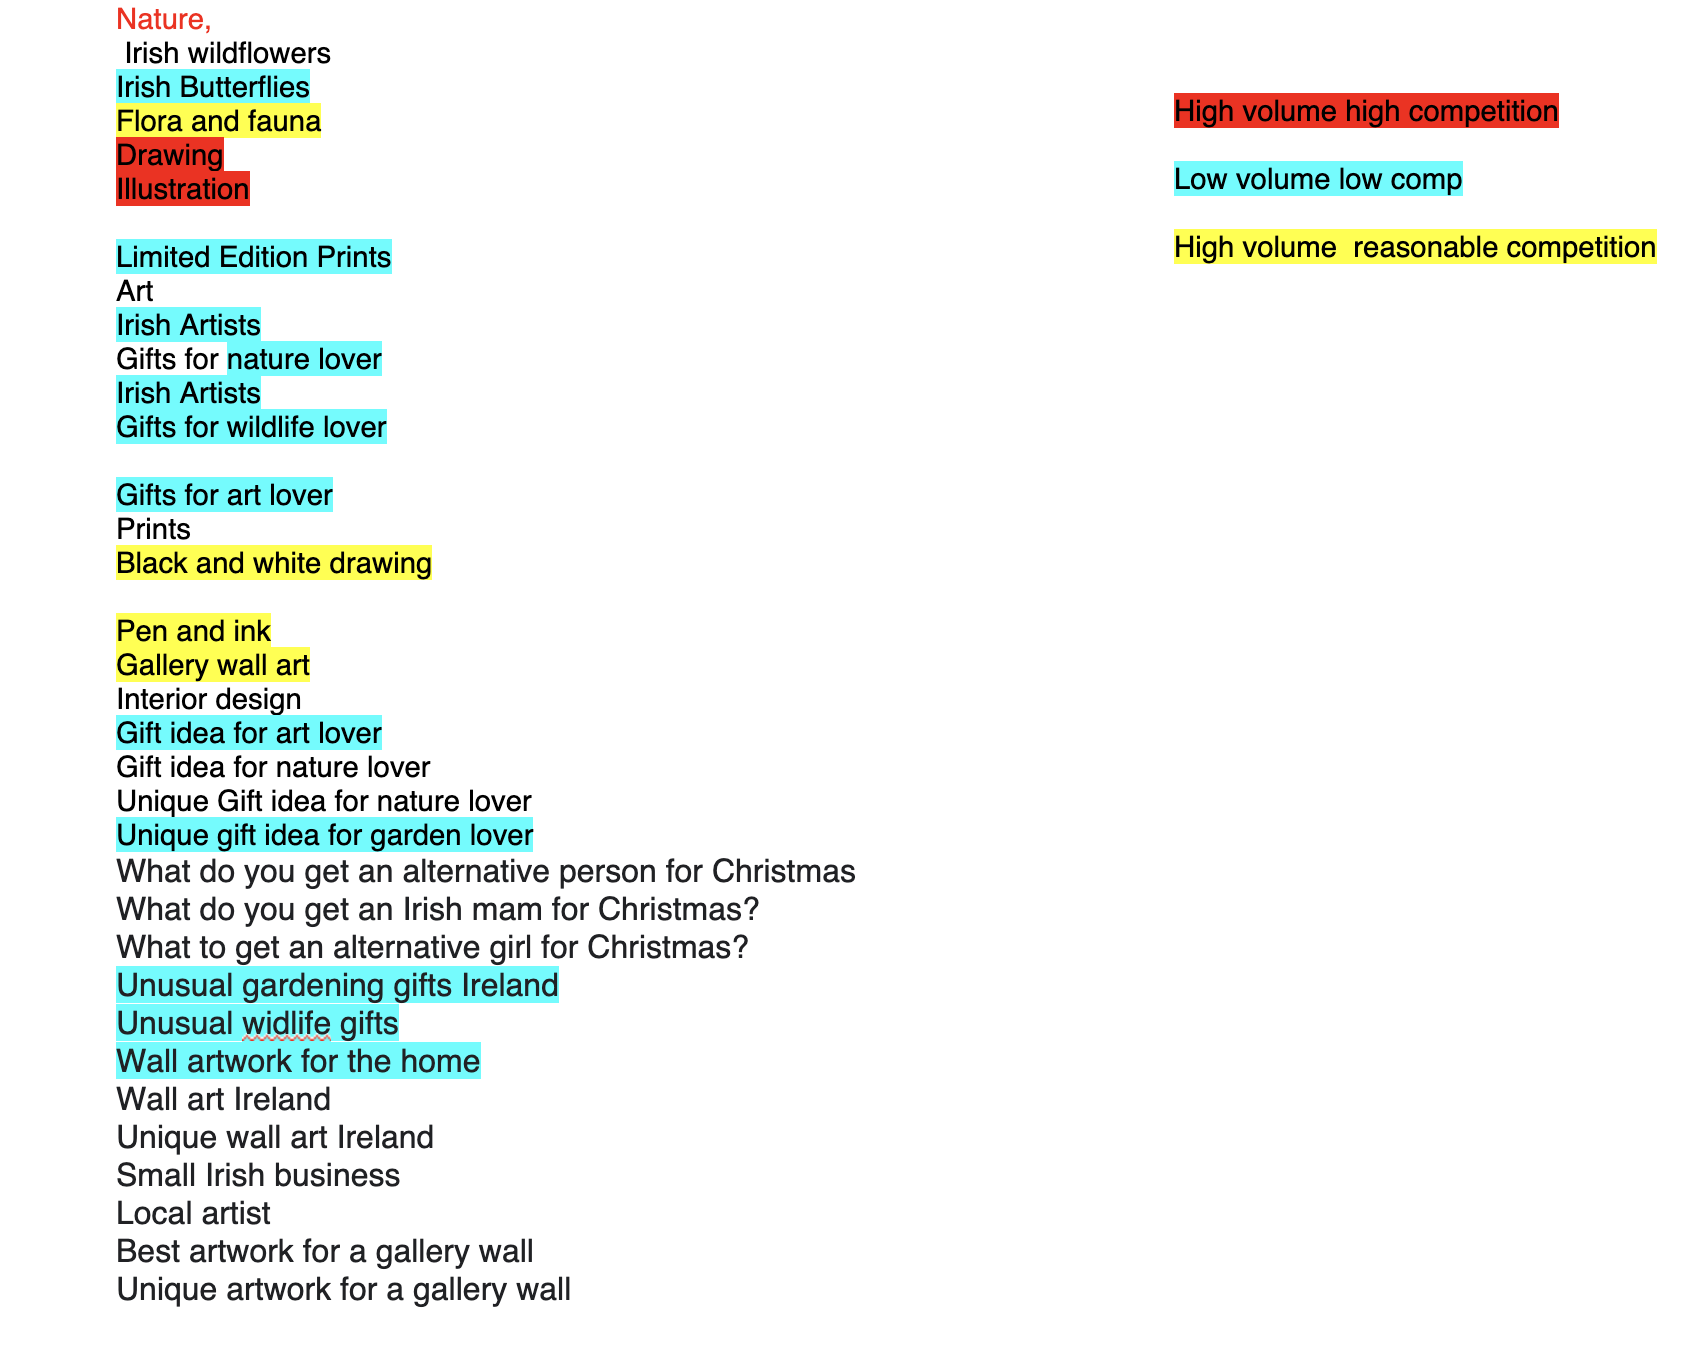 Nature,
Irish wildflowers
Irish Butterflies
Flora and fauna
Drawing
Illustration
Limited Edition Prints
Art
Irish Artists
Gifts for nature lover
Irish Artists
Gifts for wildlife lover
Gifts for art lover
Prints
Black and white drawing
Pen and ink
Gallery wall art
Interior design
Gift idea for art lover
Gift idea for nature lover
Unique Gift idea for nature lover
Unique gift idea for garden lover
What do you get an alternative person for Christmas
What do you get an Irish mam for Christmas?
What to get an alternative girl for Christmas?
Unusual gardening gifts Ireland
Unusual widlife gifts
Wall artwork for the home
Wall art Ireland
Unique wall art Ireland
Small Irish business
Local artist
Best artwork for a gallery wall
Unique artwork for a gallery wall
High volume high competition
Low volume low comp
High volume  reasonable competition